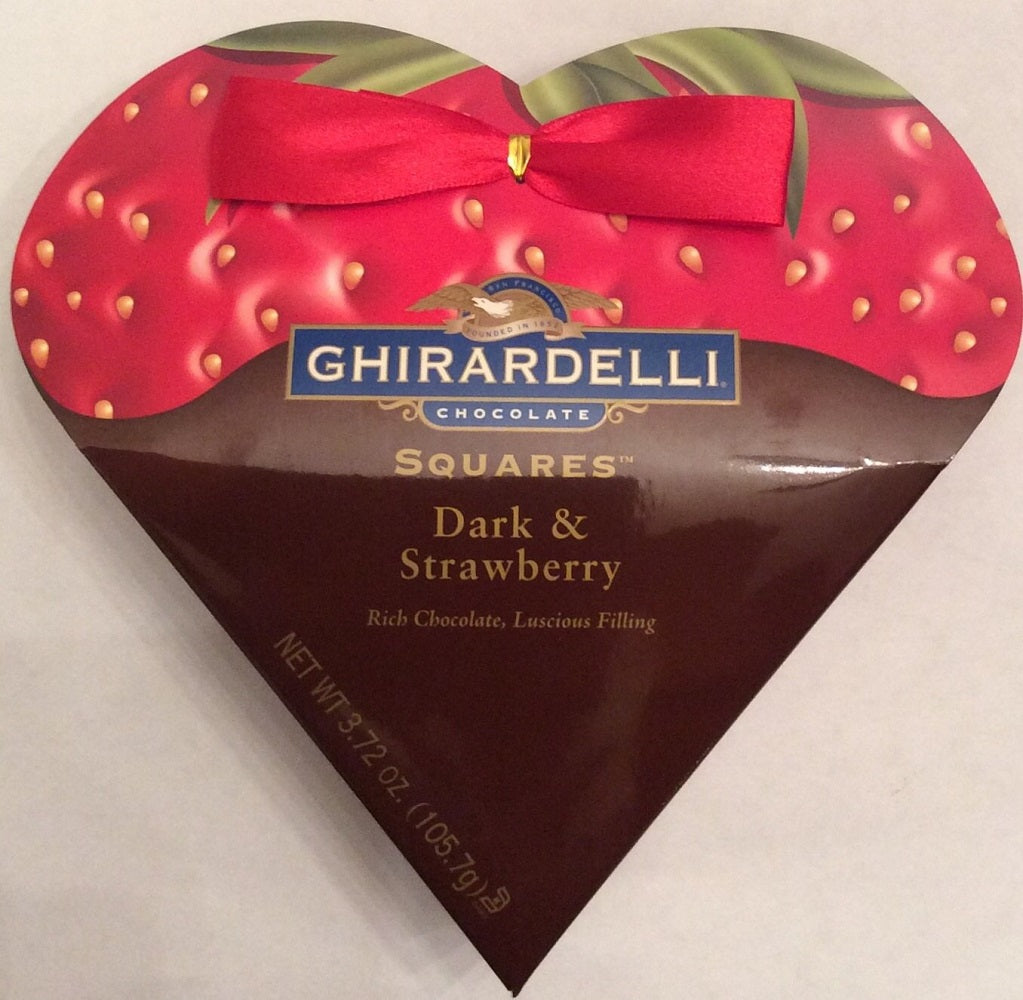 SAN FRANCISCO
FOUNDED IN 1852
GHIRARDELLI®
CHOCOLATE
SQUARES™
Dark &
Strawberry
Rich Chocolate, Luscious Filling
NET WT 3.72 OZ. (105.7g)